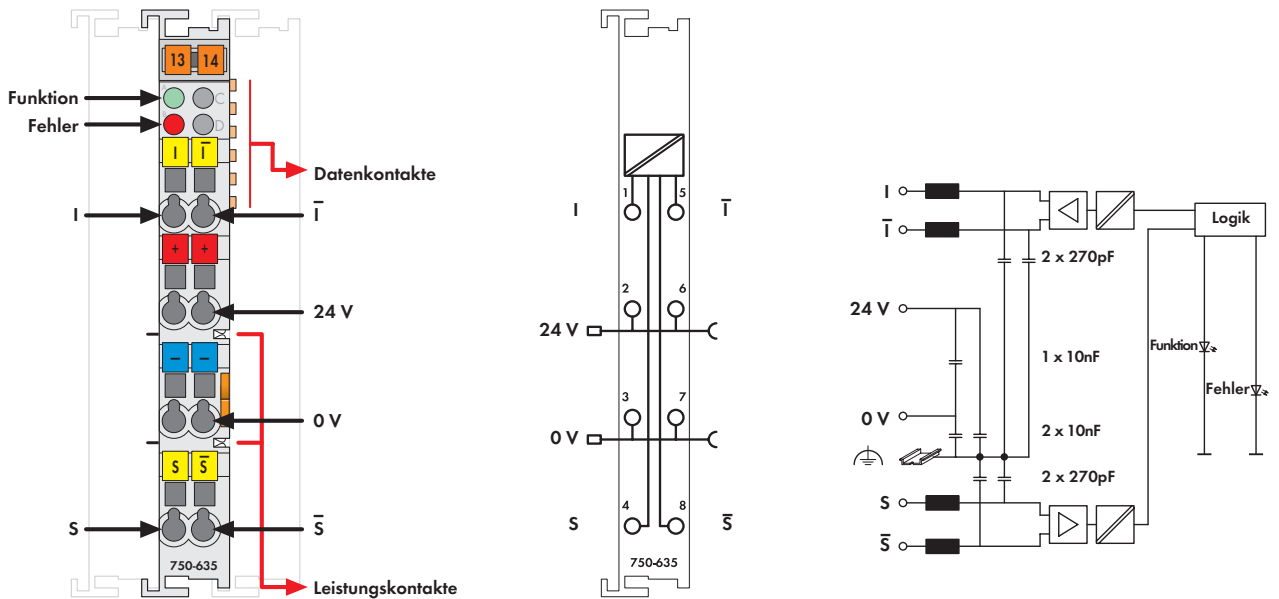 13 14
A
C
Funktion
B
D
Fehler
I I̅
Datenkontakte
I
I̅
+ +
24 V
− −
0 V
S S̅
S
S̅
750-635
Leistungskontakte
1
5
I
I̅
2
6
24 V
3
7
0 V
4
8
S
S̅
750-635
I
I̅
Logik
2 x 270pF
24 V
Funktion
1 x 10nF
Fehler
0 V
2 x 10nF
2 x 270pF
S
S̅